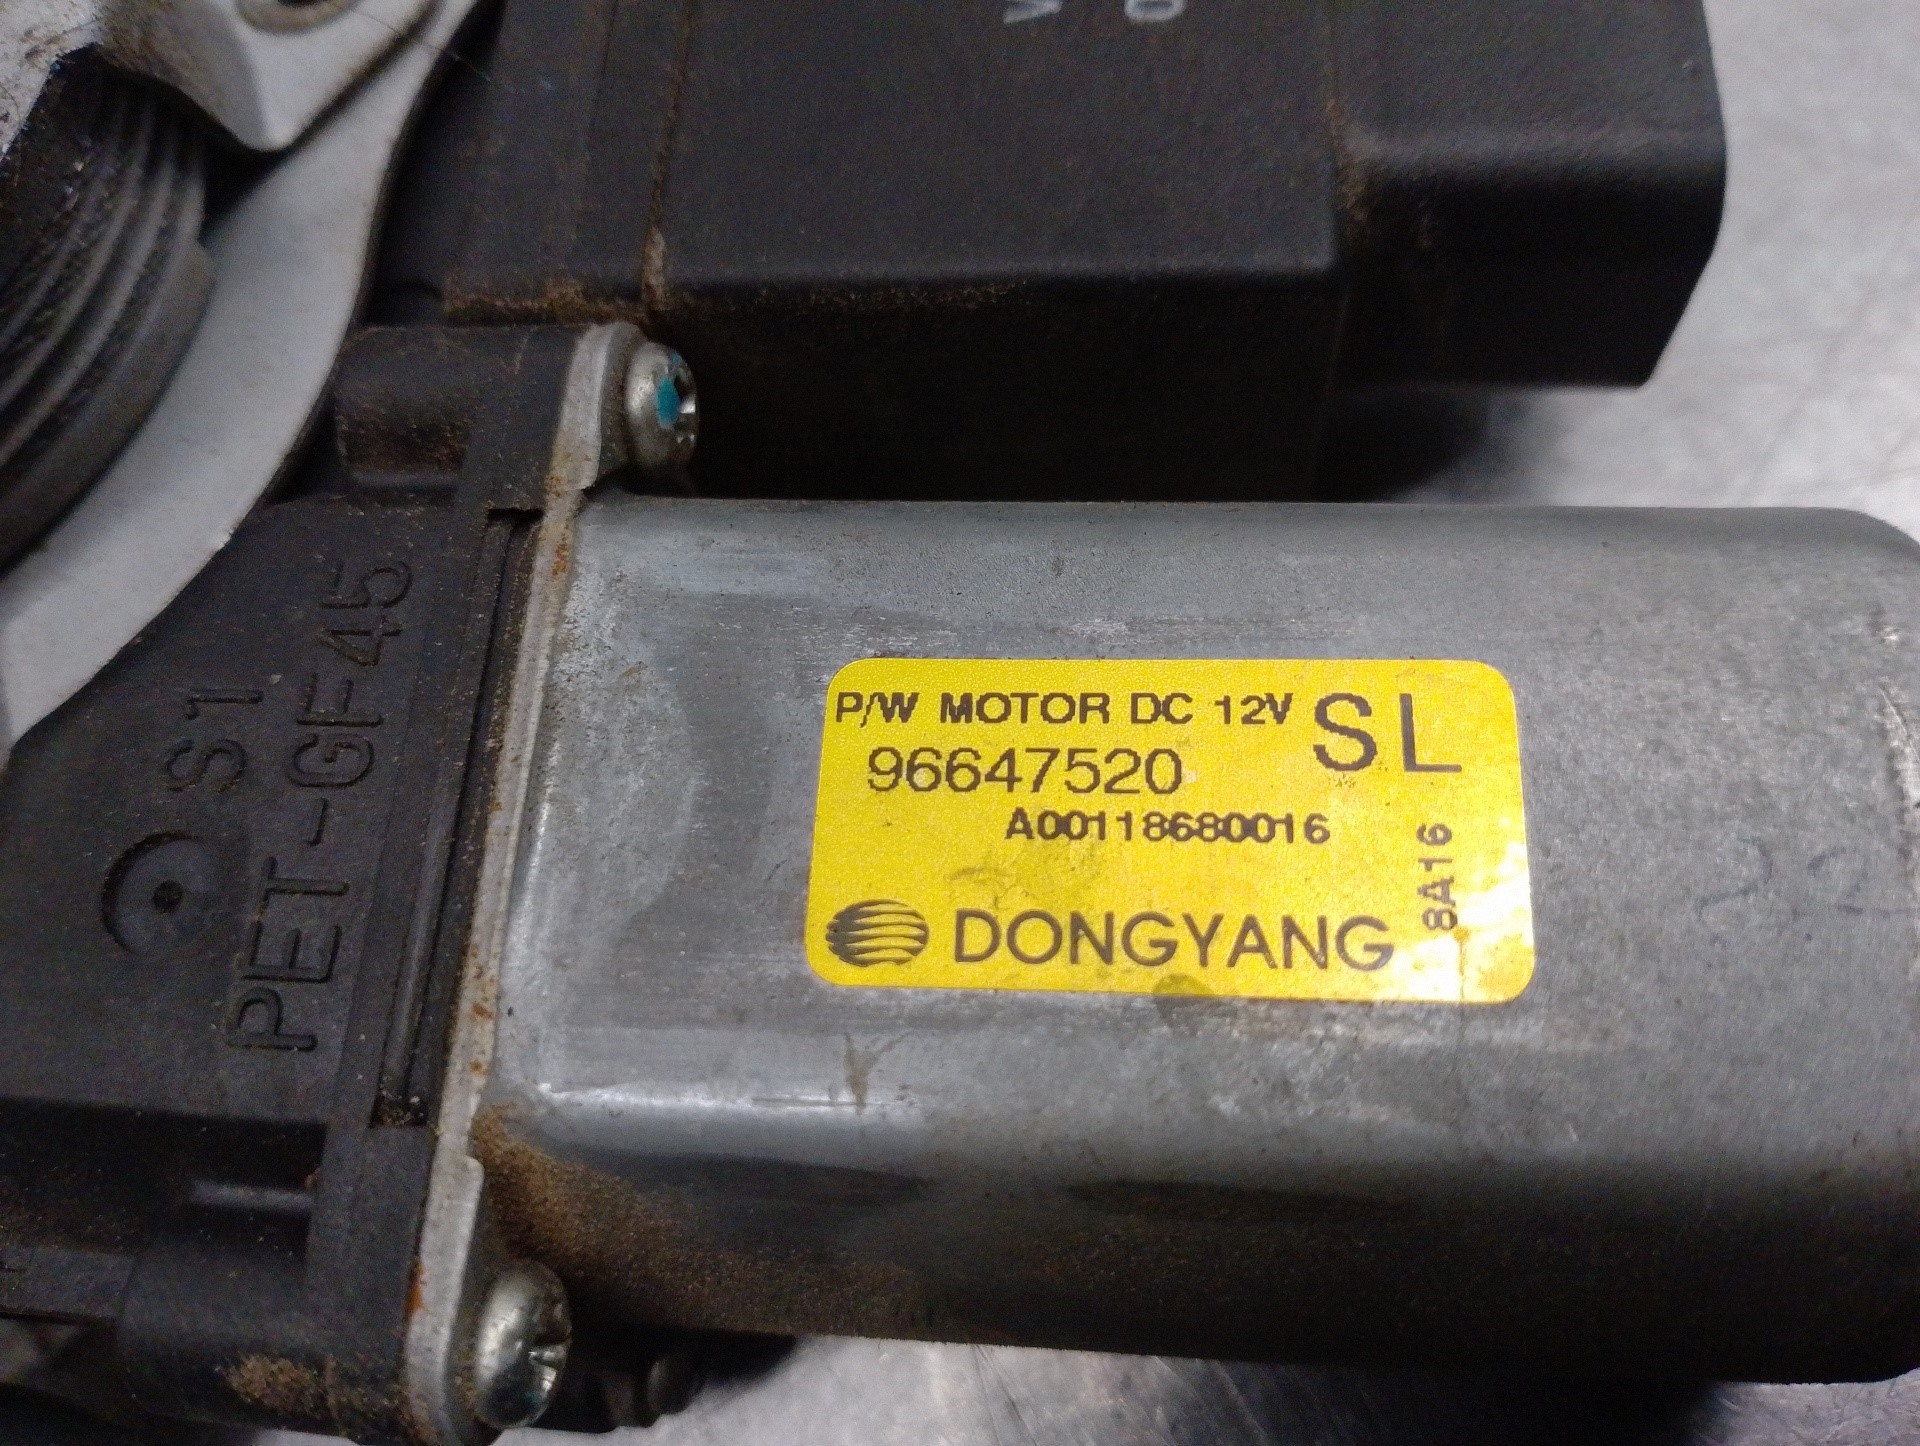 P/W MOTOR DC 12V SL
96647520
A00118680016
8A16
DONGYANG
S1
PET-GF45